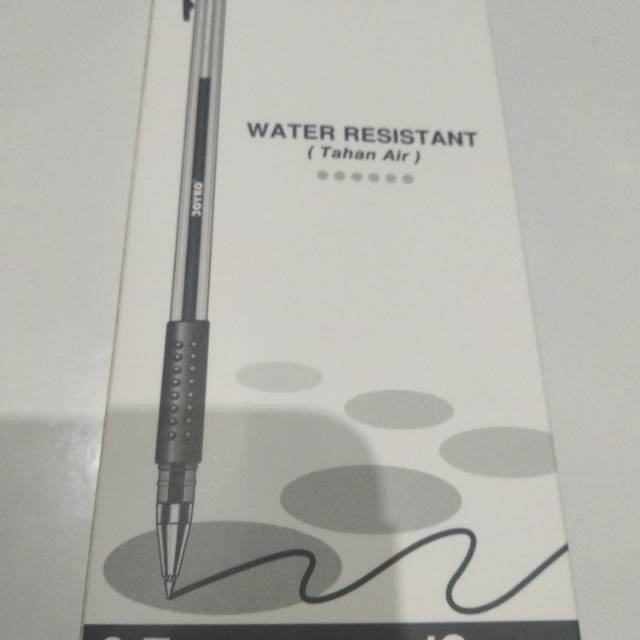 WATER RESISTANT
( Tahan Air )
JOYKO